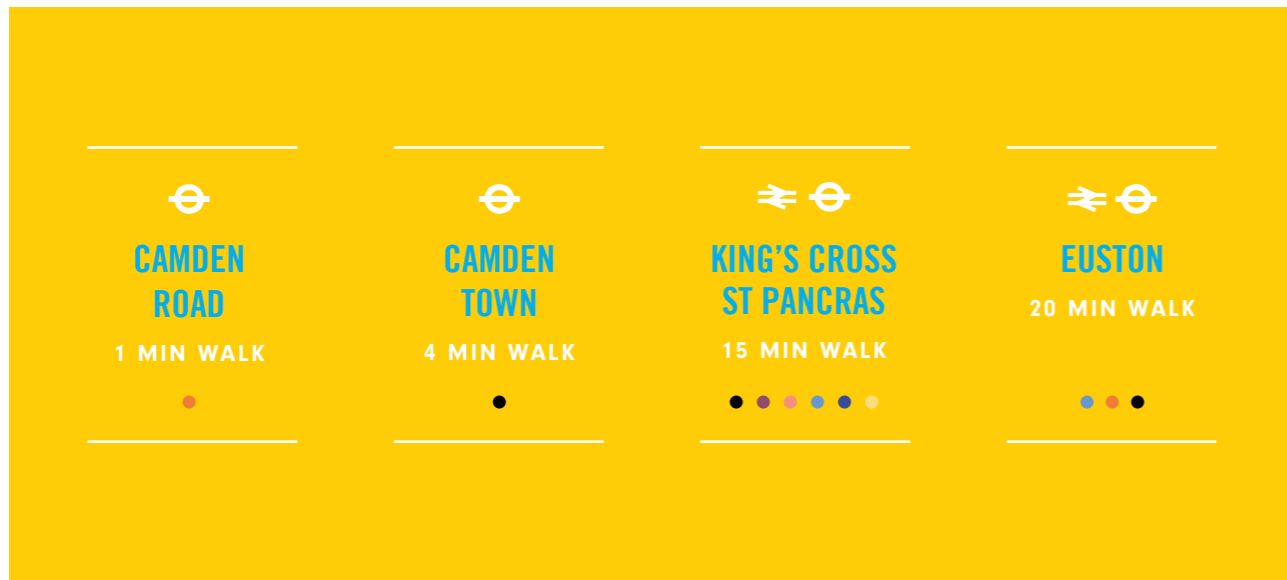 CAMDEN
ROAD
1 MIN WALK
CAMDEN
TOWN
4 MIN WALK
KING’S CROSS
ST PANCRAS
15 MIN WALK
EUSTON
20 MIN WALK